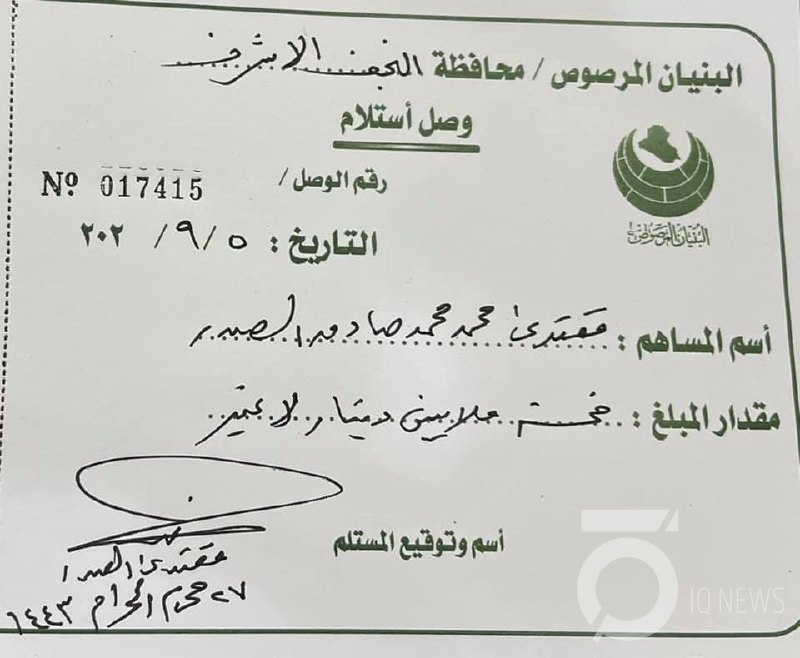 البنيان المرصوص / محافظة النجف الاشرف
وصل أستلام
البنيان المرصوص
رقم الوصل / Nº 017415
التاريخ : ٥ /٩ / ٢٠٢
أسم المساهم : مقتدى محمد محمد صادق الصدر
مقدار المبلغ : خمسة ملايين دينار لا غير
أسم وتوقيع المستلم
مقتدى الصدر
٢٧ محرم الحرام ١٤٤٣
IQ NEWS